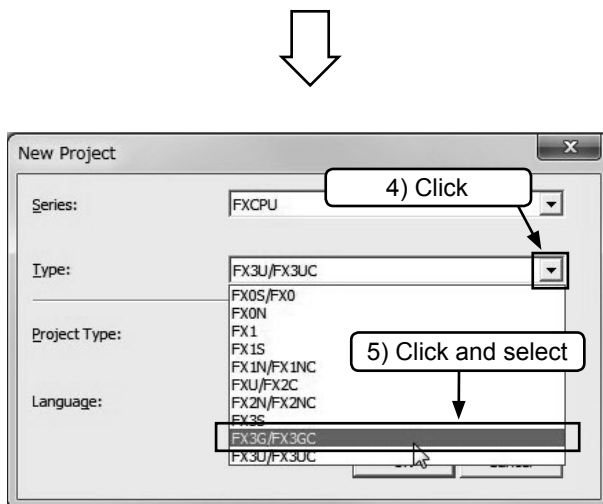 New Project
x
Series:
FXCPU
4) Click
Type:
FX3U/FX3UC
FX0S/FX0
FX0N
FX1
FX1S
FX1N/FX1NC
FXU/FX2C
FX2N/FX2NC
FX3S
FX3G/FX3GC
FX3U/FX3UC
Project Type:
5) Click and select
Language: